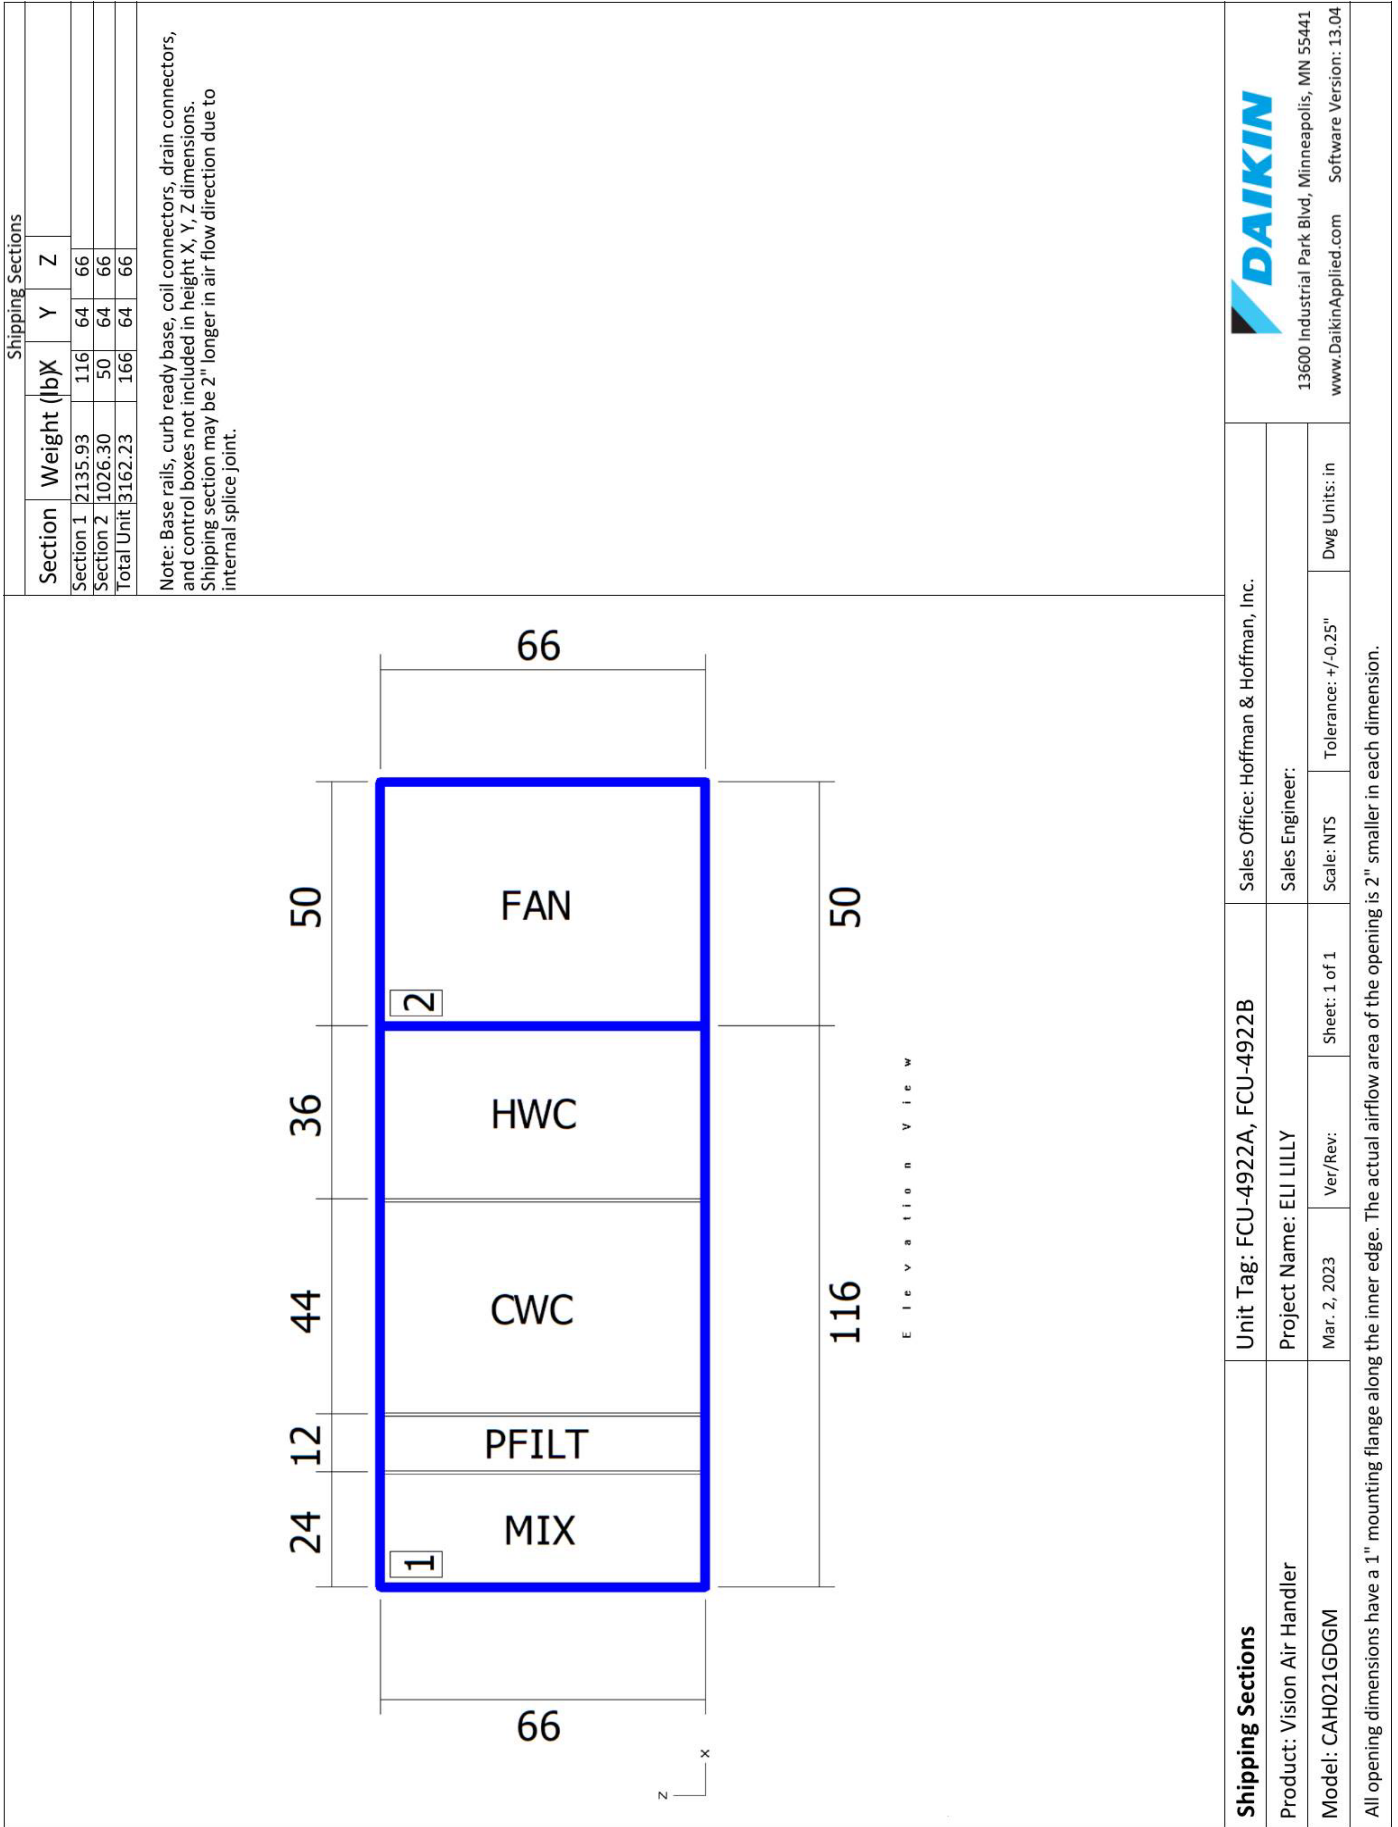 Shipping Sections
Section Weight (lb) X Y Z
Section 1 2135.93 116 64 66
Section 2 1026.30 50 64 66
Total Unit 3162.23 166 64 66
Note: Base rails, curb ready base, coil connectors, drain connectors,
and control boxes not included in height X, Y, Z dimensions.
Shipping section may be 2" longer in air flow direction due to
internal splice joint.
24 12 44 36 50
66
1
2
MIX PFILT CWC HWC FAN
66
116 50
Elevation View
Z
X
Shipping Sections
Product: Vision Air Handler
Model: CAH021GDGM
Unit Tag: FCU-4922A, FCU-4922B
Project Name: ELI LILLY
Mar. 2, 2023
Ver/Rev:
Sheet: 1 of 1
Sales Office: Hoffman & Hoffman, Inc.
Sales Engineer:
Scale: NTS
Tolerance: +/-0.25"
Dwg Units: in
DAIKIN
13600 Industrial Park Blvd, Minneapolis, MN 55441
www.DaikinApplied.com Software Version: 13.04
All opening dimensions have a 1" mounting flange along the inner edge. The actual airflow area of the opening is 2" smaller in each dimension.